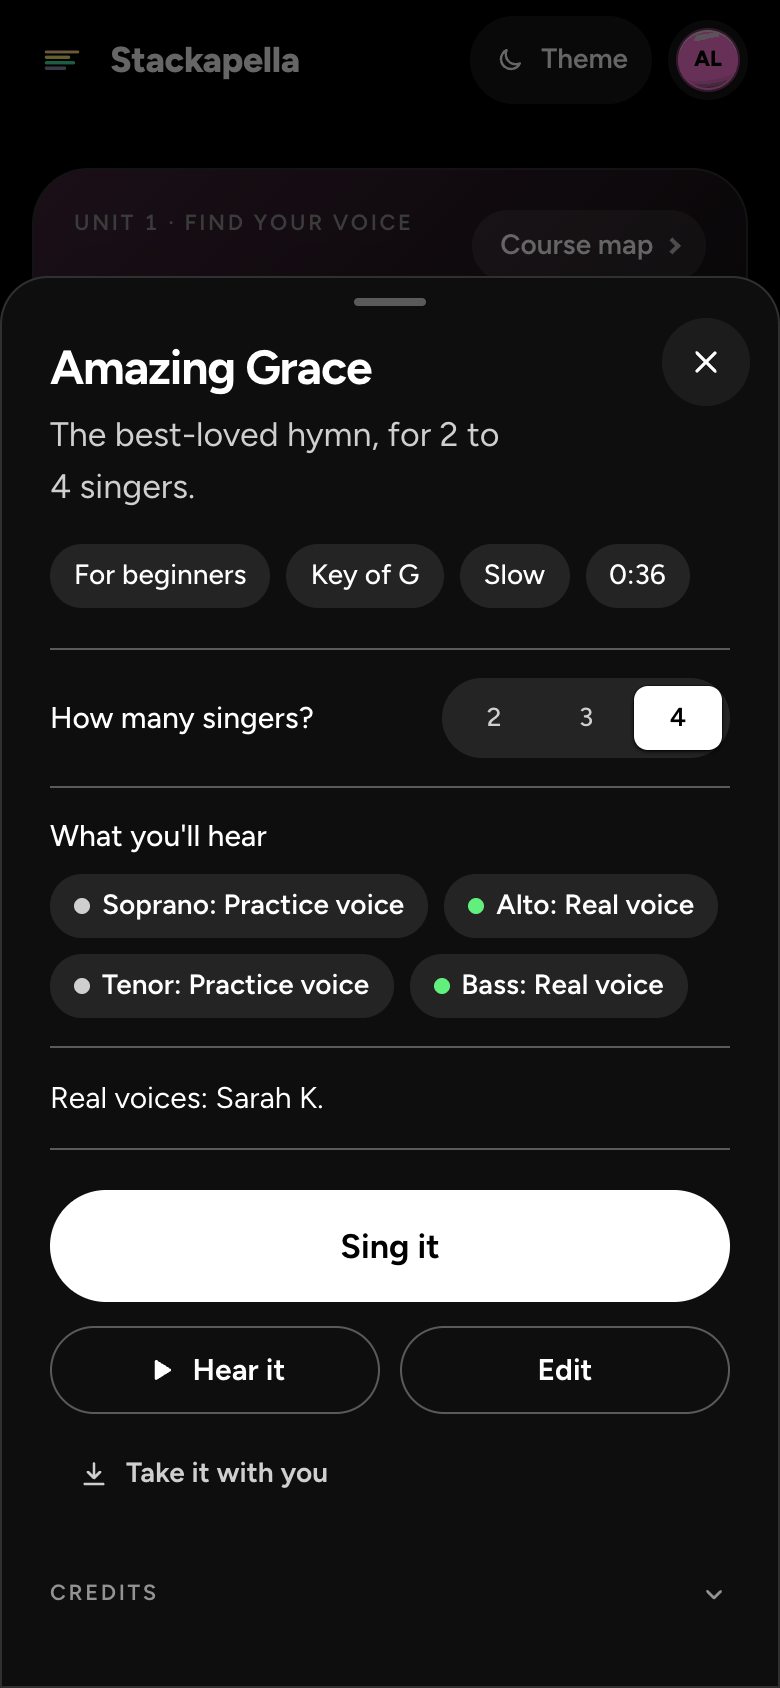 Stackapella
Theme
AL
UNIT 1 · FIND YOUR VOICE
Course map
Amazing Grace
The best-loved hymn, for 2 to
4 singers.
For beginners
Key of G
Slow
0:36
How many singers?
2
3
4
What you'll hear
Soprano: Practice voice
Alto: Real voice
Tenor: Practice voice
Bass: Real voice
Real voices: Sarah K.
Sing it
Hear it
Edit
Take it with you
CREDITS